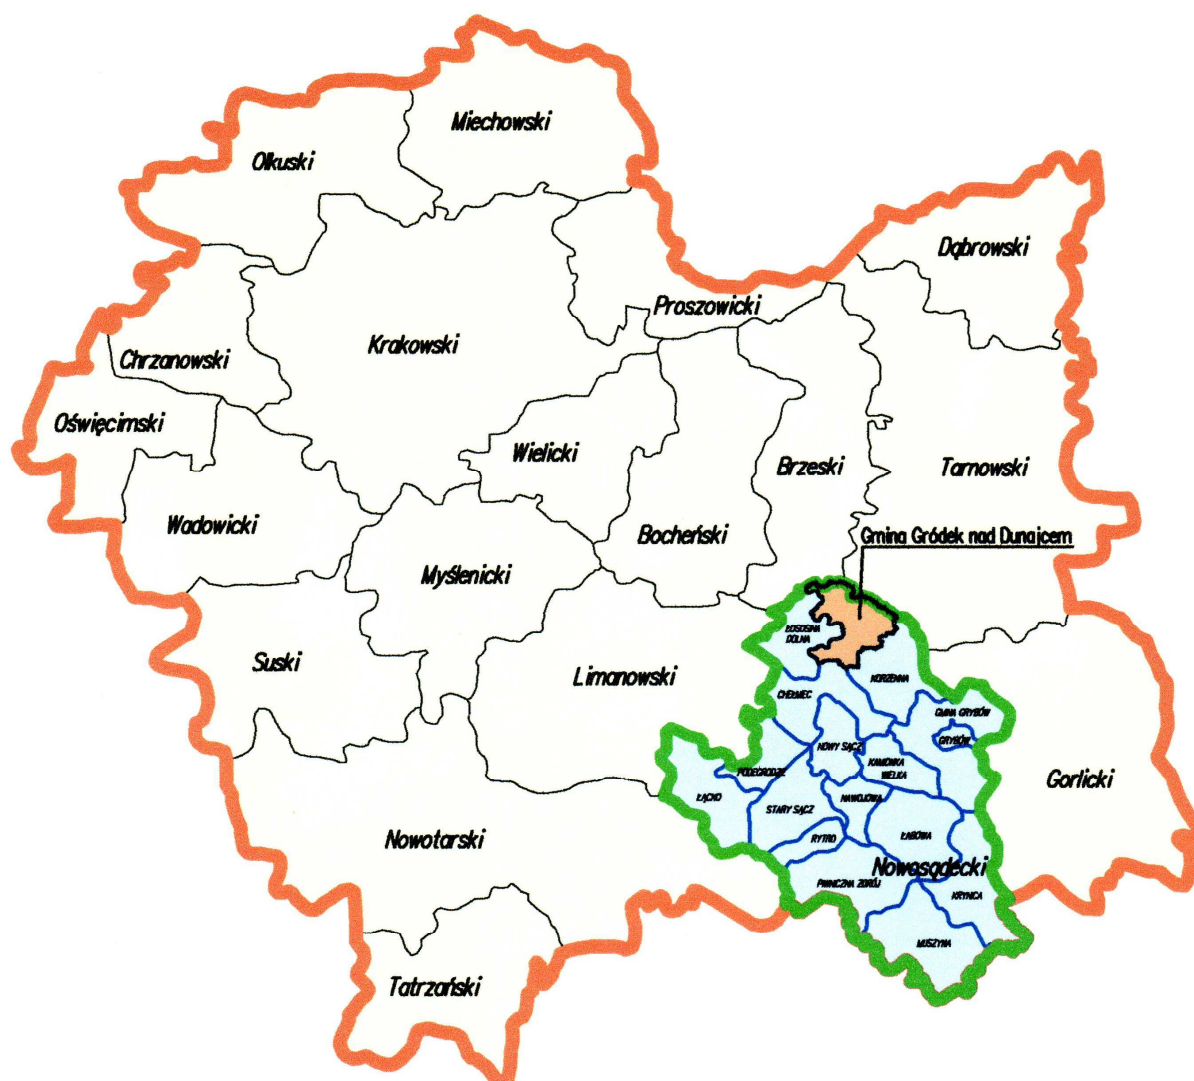 Miechowski
Olkuski
Dąbrowski
Proszowicki
Krakowski
Chrzanowski
Oświęcimski
Wielicki
Brzeski
Tarnowski
Wadowicki
Bocheński
Gmina Gródek nad Dunajcem
Myślenicki
ŁOSOSINA
DOLNA
Suski
Limanowski
KORZENNA
CHEŁMIEC
GMINA GRYBÓW
GRYBÓW
NOWY SĄCZ
KAMIONKA
WIELKA
PODEGRODZIE
Gorlicki
ŁĄCKO
NAWOJOWA
STARY SĄCZ
Nowotarski
RYTRO
ŁABOWA
Nowosądecki
PIWNICZNA ZDRÓJ
KRYNICA
MUSZYNA
Tatrzański